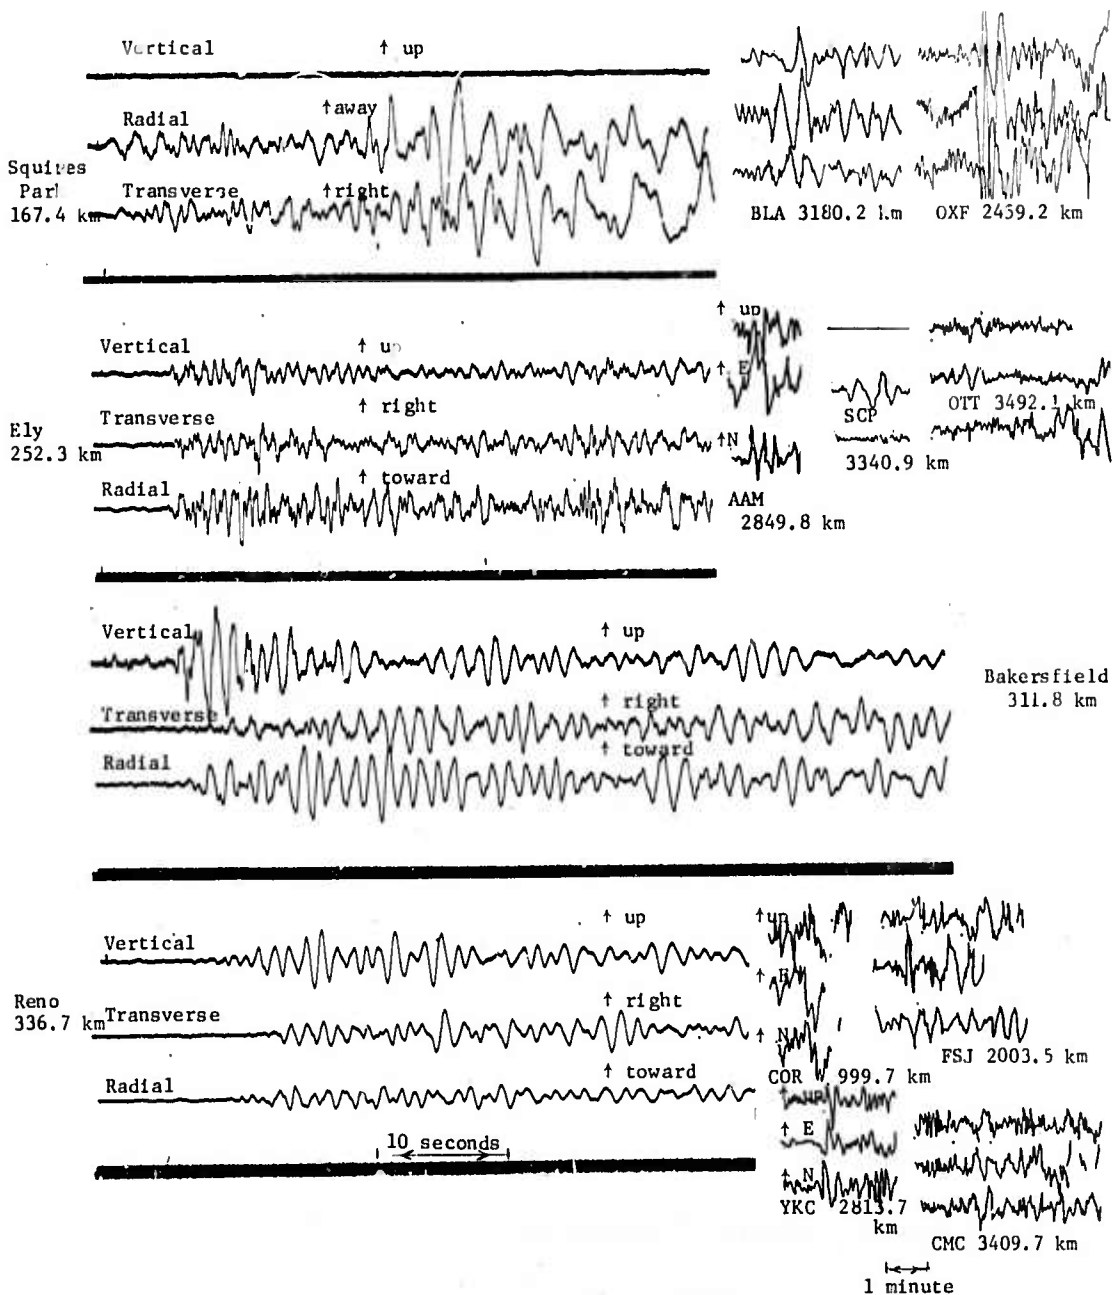 Vertical
↑ up
Radial
↑away
Squires
Transverse
↑right
167.4 km
BLA 3180.2
OXF 2459.2 km
Vertical
↑
Transverse
↑ right
Ely
252.3 km
Radial
↑ toward
↑ up
↑ E
↑N
AAM
2849.8 km
SCP
3340.9 km
OTT 3492.1 km
Vertical
↑ up
Transverse
↑ right
Radial
↑ toward
Bakersfield
311.8 km
Vertical
↑ up
Reno
336.7 km
Transverse
↑ right
Radial
↑ toward
10 seconds
↑up
↑
↑ N
COR 999.7 km
FSJ 2003.5 km
↑ up
↑ E
↑ N
YKC 2813.7
km
CMC 3409.7 km
1 minute